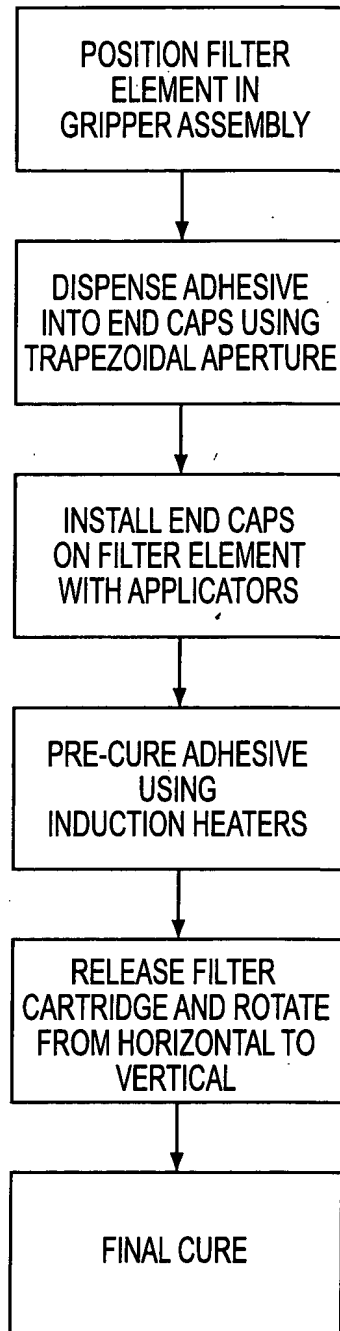 POSITION FILTER
ELEMENT IN
GRIPPER ASSEMBLY
DISPENSE ADHESIVE
INTO END CAPS USING
TRAPEZOIDAL APERTURE
INSTALL END CAPS
ON FILTER ELEMENT
WITH APPLICATORS
PRE-CURE ADHESIVE
USING
INDUCTION HEATERS
RELEASE FILTER
CARTRIDGE AND ROTATE
FROM HORIZONTAL TO
VERTICAL
FINAL CURE